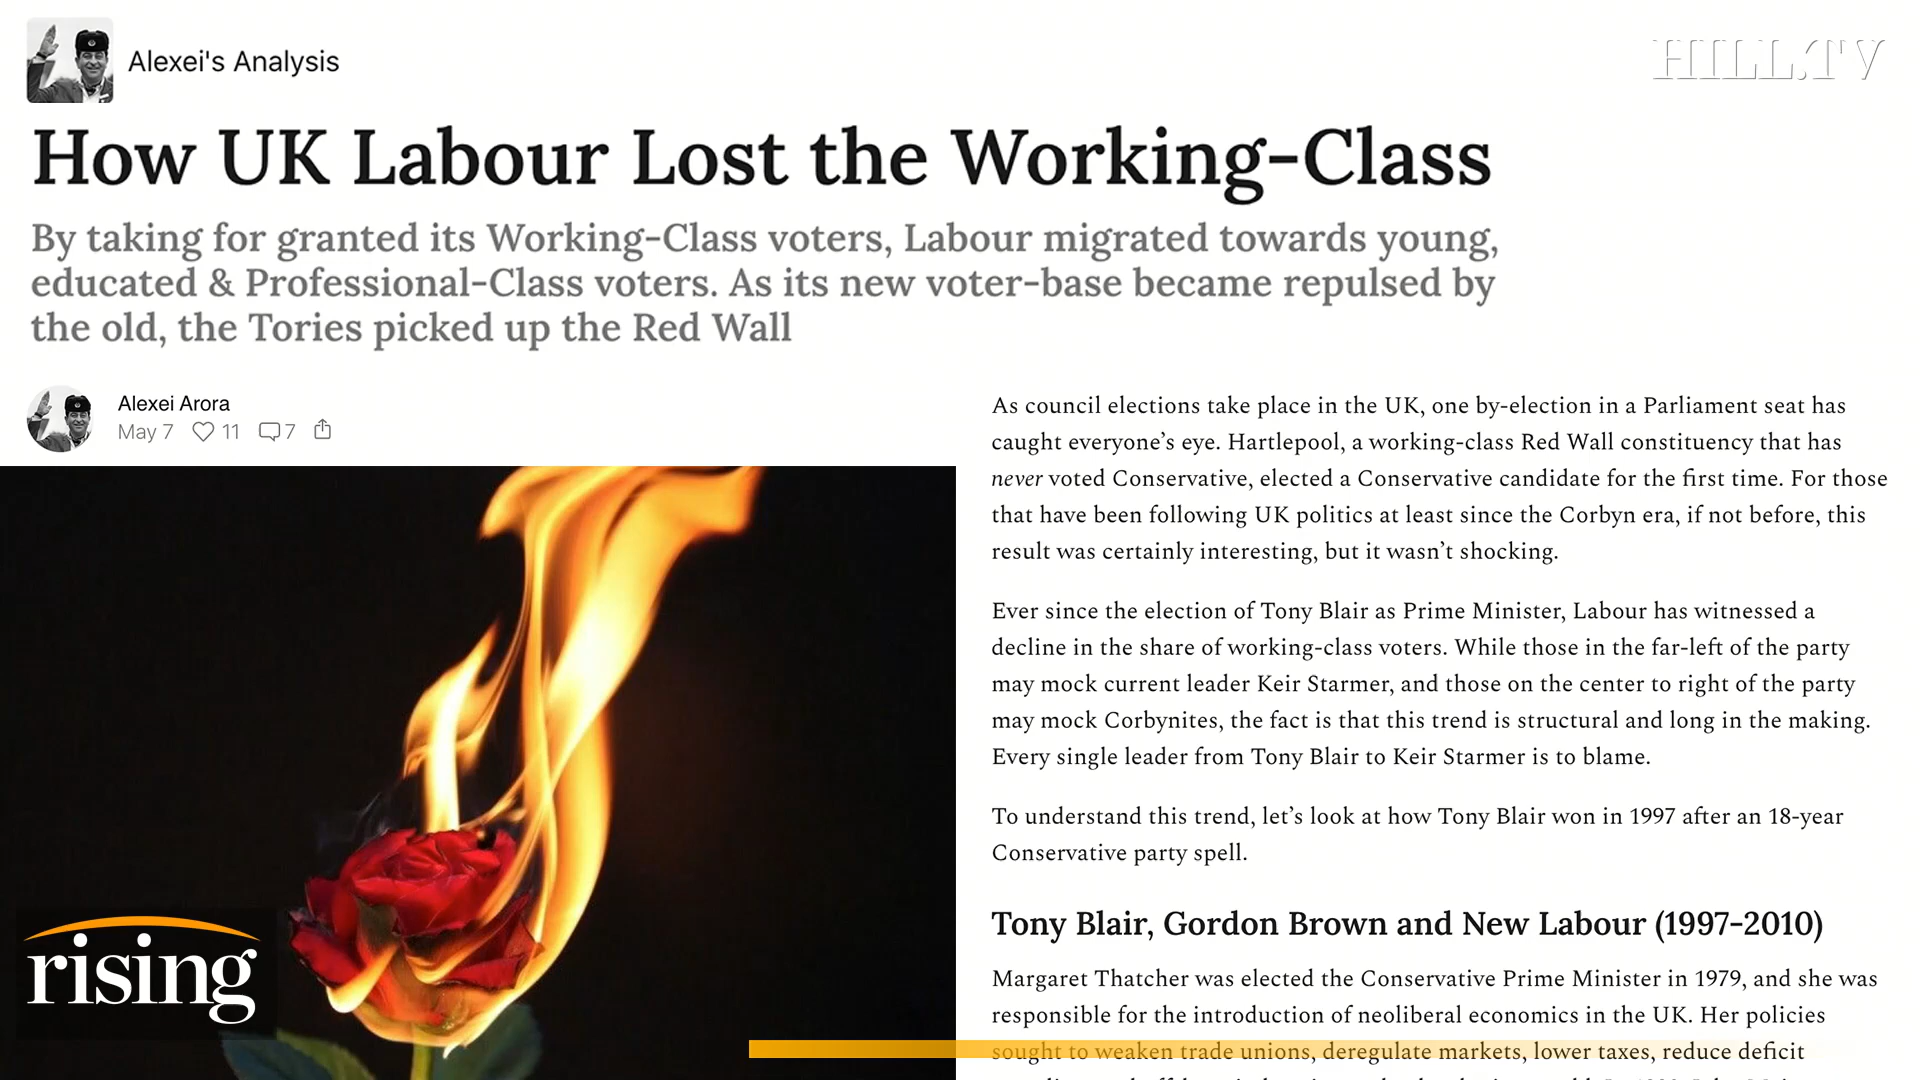 Alexei's Analysis
HILL.TV
How UK Labour Lost the Working-Class
By taking for granted its Working-Class voters, Labour migrated towards young,
educated & Professional-Class voters. As its new voter-base became repulsed by
the old, the Tories picked up the Red Wall
Alexei Arora
May 7 11 7
As council elections take place in the UK, one by-election in a Parliament seat has
caught everyone’s eye. Hartlepool, a working-class Red Wall constituency that has
never voted Conservative, elected a Conservative candidate for the first time. For those
that have been following UK politics at least since the Corbyn era, if not before, this
result was certainly interesting, but it wasn’t shocking.
Ever since the election of Tony Blair as Prime Minister, Labour has witnessed a
decline in the share of working-class voters. While those in the far-left of the party
may mock current leader Keir Starmer, and those on the center to right of the party
may mock Corbynites, the fact is that this trend is structural and long in the making.
Every single leader from Tony Blair to Keir Starmer is to blame.
To understand this trend, let’s look at how Tony Blair won in 1997 after an 18-year
Conservative party spell.
Tony Blair, Gordon Brown and New Labour (1997-2010)
Margaret Thatcher was elected the Conservative Prime Minister in 1979, and she was
responsible for the introduction of neoliberal economics in the UK. Her policies
sought to weaken trade unions, deregulate markets, lower taxes, reduce deficit
rising